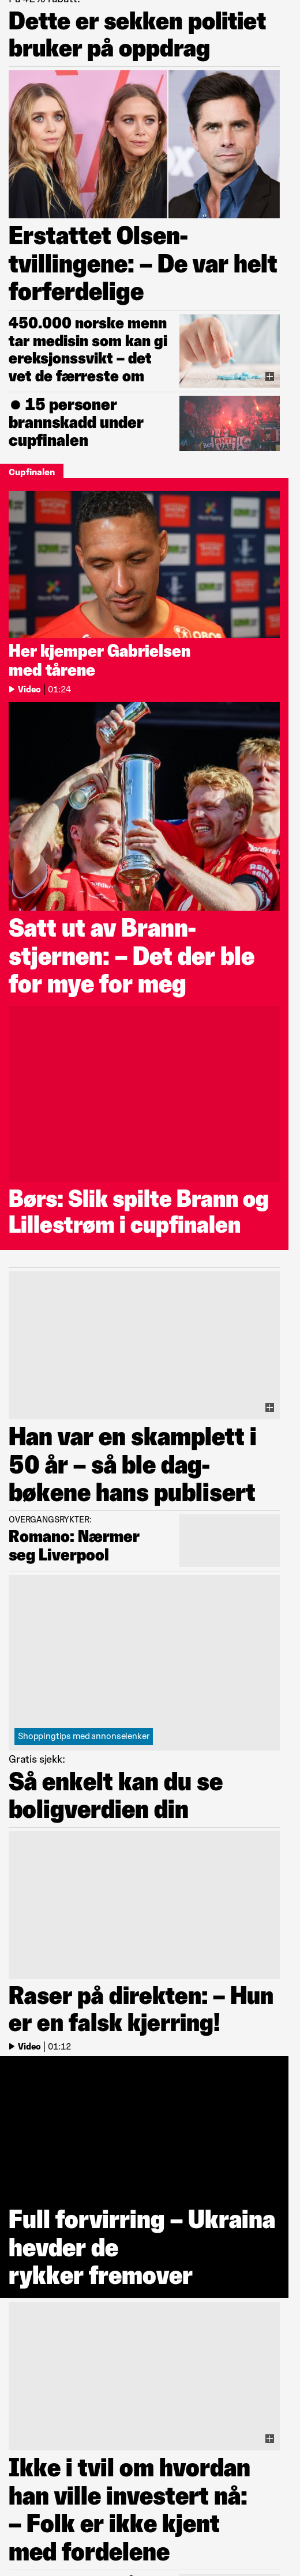 På 42% rabatt:
Dette er sekken politiet
bruker på oppdrag
Erstattet Olsen-
tvillingene: – De var helt
forferdelige
450.000 norske menn
tar medisin som kan gi
ereksjonssvikt – det
vet de færreste om
● 15 personer
brannskadd under
cupfinalen
Cupfinalen
Her kjemper Gabrielsen
med tårene
Video | 01:24
Satt ut av Brann-
stjernen: – Det der ble
for mye for meg
Børs: Slik spilte Brann og
Lillestrøm i cupfinalen
Han var en skamplett i
50 år – så ble dag-
bøkene hans publisert
OVERGANGSRYKTER:
Romano: Nærmer
seg Liverpool
Shoppingtips med annonselenker
Gratis sjekk:
Så enkelt kan du se
boligverdien din
Raser på direkten: – Hun
er en falsk kjerring!
Video | 01:12
Full forvirring – Ukraina
hevder de
rykker fremover
Ikke i tvil om hvordan
han ville investert nå:
– Folk er ikke kjent
med fordelene